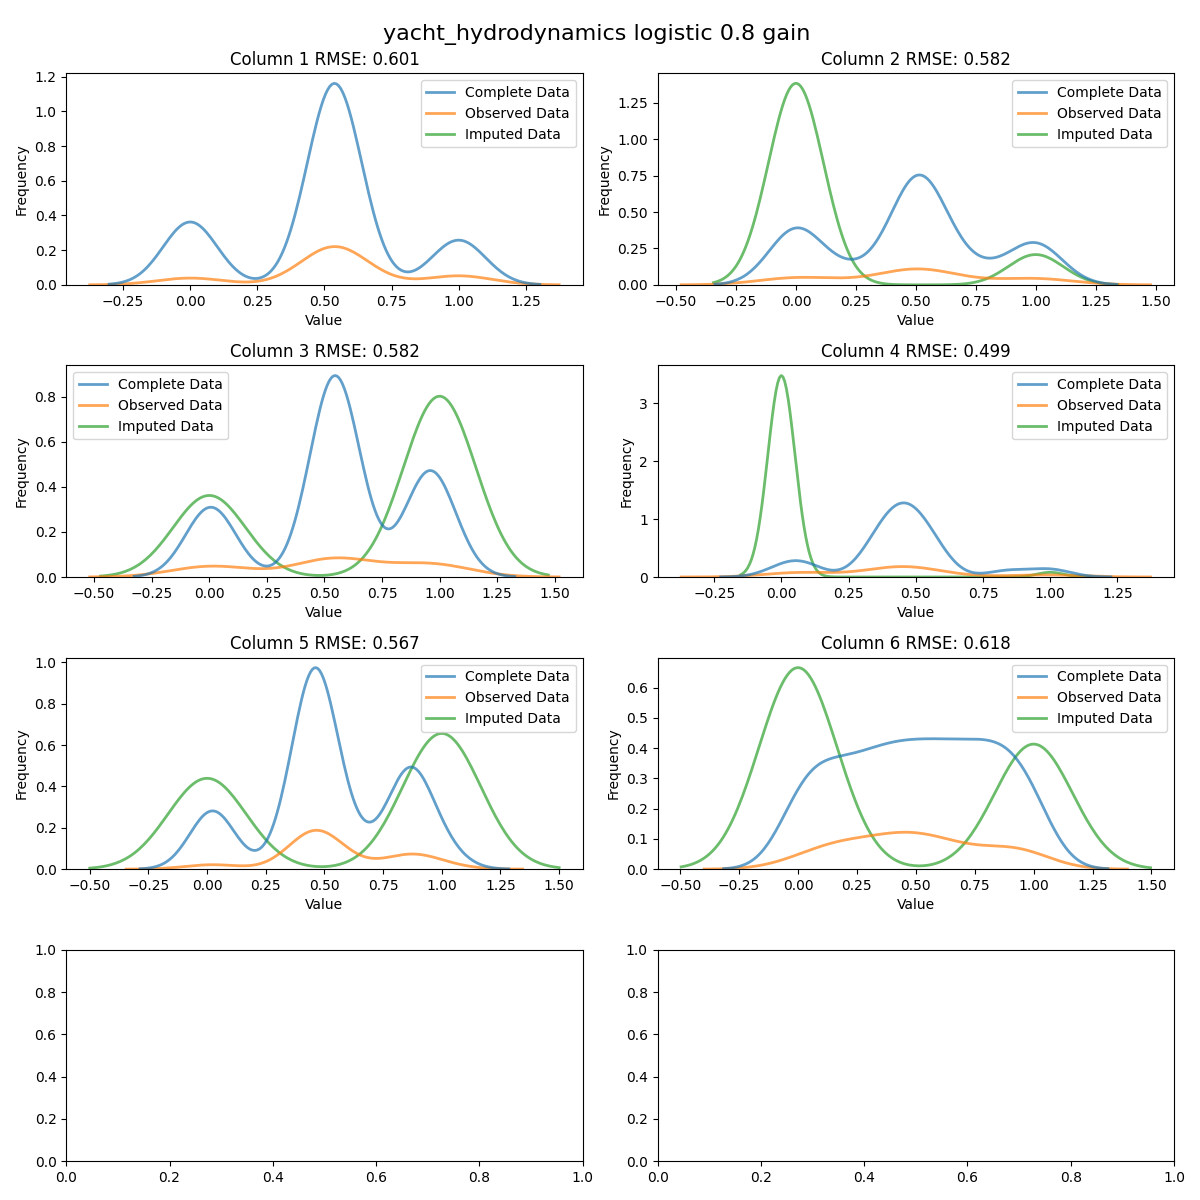 yacht_hydrodynamics logistic 0.8 gain
Column 1 RMSE: 0.601
Frequency
1.2
1.0
0.8
0.6
0.4
0.2
0.0
Complete Data
Observed Data
Imputed Data
−0.25 0.00 0.25 0.50 0.75 1.00 1.25
Value
Column 2 RMSE: 0.582
Frequency
1.25
1.00
0.75
0.50
0.25
0.00
Complete Data
Observed Data
Imputed Data
−0.50 −0.25 0.00 0.25 0.50 0.75 1.00 1.25 1.50
Value
Column 3 RMSE: 0.582
Frequency
0.8
0.6
0.4
0.2
0.0
Complete Data
Observed Data
Imputed Data
−0.50 −0.25 0.00 0.25 0.50 0.75 1.00 1.25 1.50
Value
Column 4 RMSE: 0.499
Frequency
3
2
1
0
Complete Data
Observed Data
Imputed Data
−0.25 0.00 0.25 0.50 0.75 1.00 1.25
Value
Column 5 RMSE: 0.567
Frequency
1.0
0.8
0.6
0.4
0.2
0.0
Complete Data
Observed Data
Imputed Data
−0.50 −0.25 0.00 0.25 0.50 0.75 1.00 1.25 1.50
Value
Column 6 RMSE: 0.618
Frequency
0.6
0.5
0.4
0.3
0.2
0.1
0.0
Complete Data
Observed Data
Imputed Data
−0.50 −0.25 0.00 0.25 0.50 0.75 1.00 1.25 1.50
Value
1.0
0.8
0.6
0.4
0.2
0.0
0.0 0.2 0.4 0.6 0.8 1.0
1.0
0.8
0.6
0.4
0.2
0.0
0.0 0.2 0.4 0.6 0.8 1.0